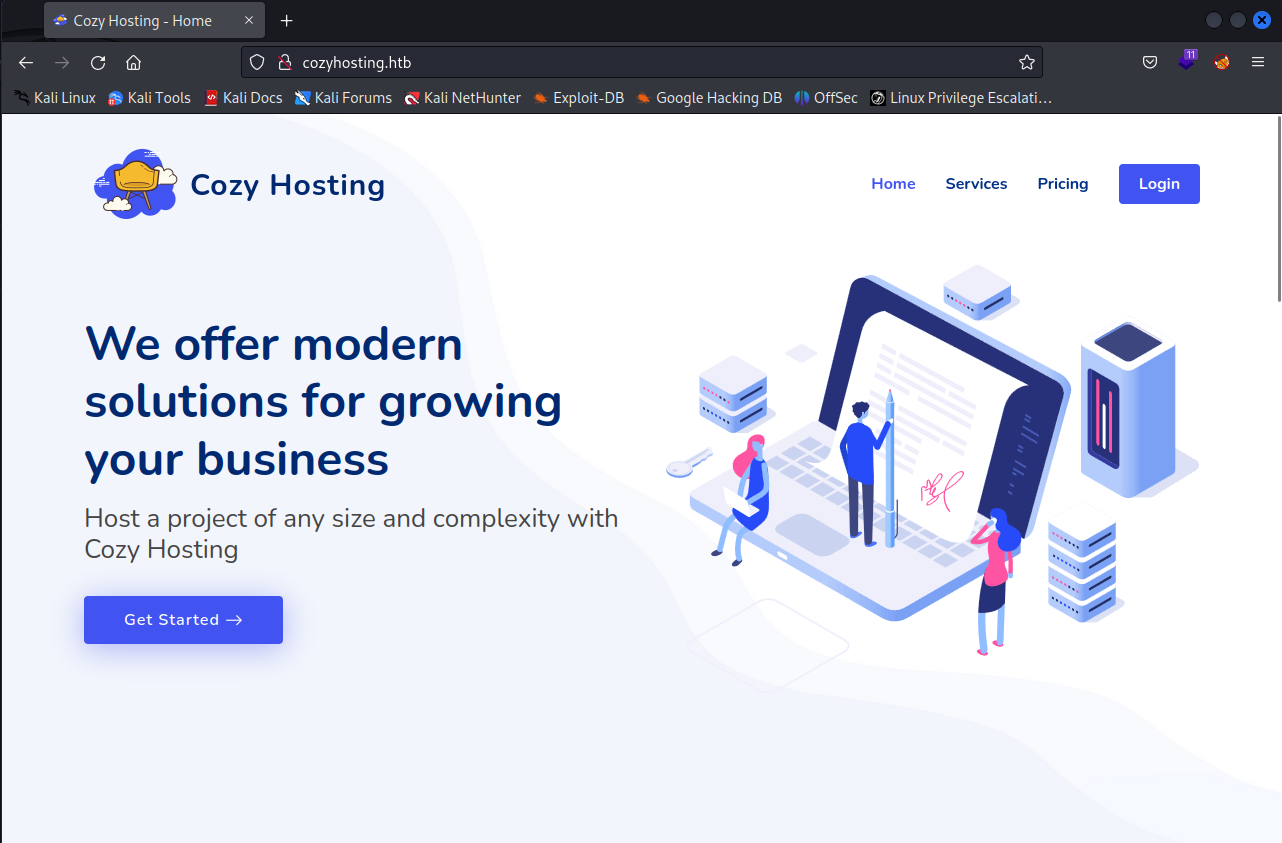 Cozy Hosting - Home
cozyhosting.htb
11
Kali Linux Kali Tools Kali Docs Kali Forums Kali NetHunter Exploit-DB Google Hacking DB OffSec Linux Privilege Escalati…
Cozy Hosting
Home Services Pricing Login
We offer modern
solutions for growing
your business
Host a project of any size and complexity with
Cozy Hosting
Get Started →